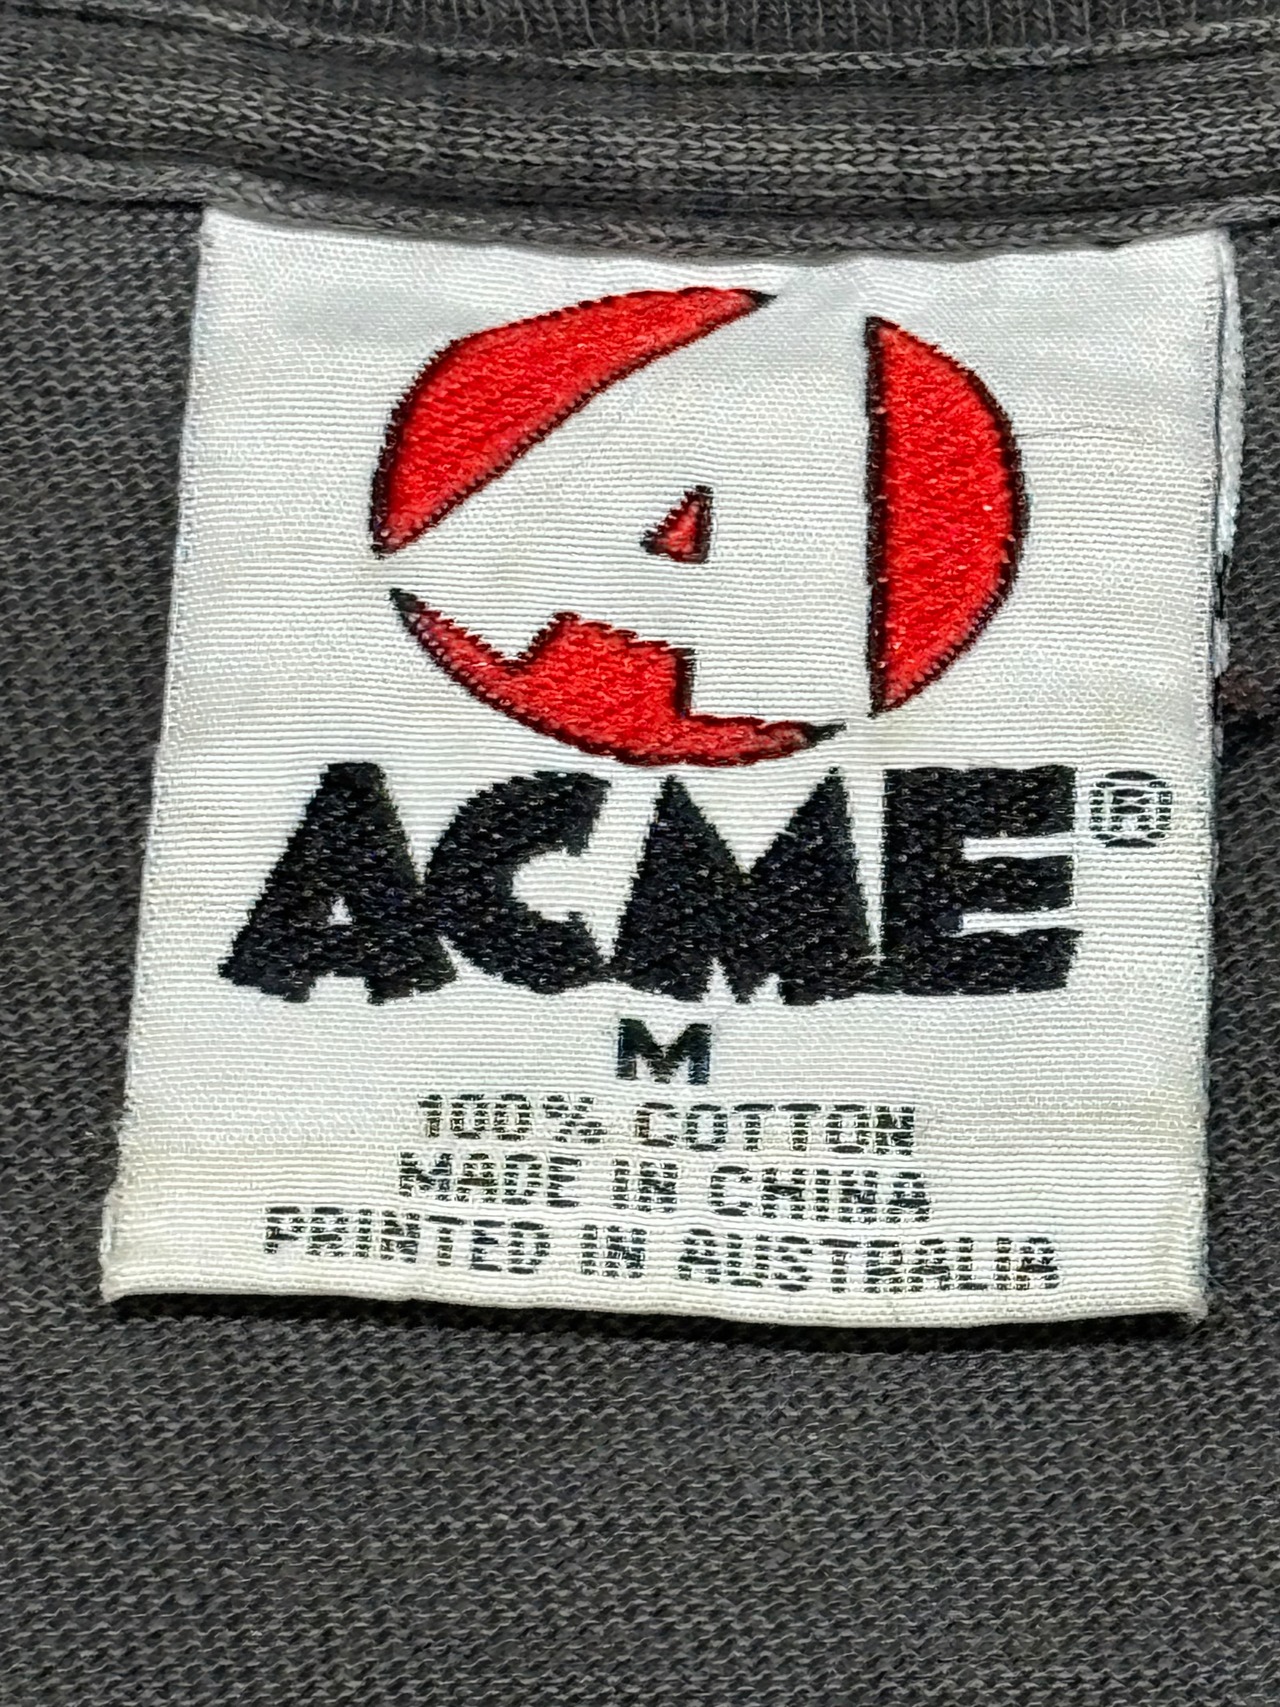 A
ACME®
M
100% COTTON
MADE IN CHINA
PRINTED IN AUSTRALIA